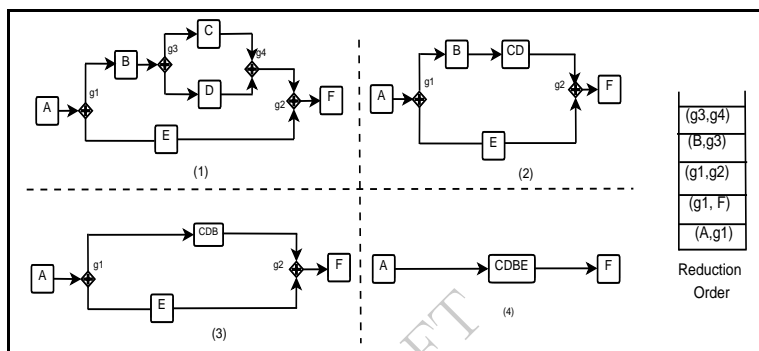 C
g3
g4
B
D
g1
A
g2
F
E
(1)
B
CD
g1
A
g2
F
E
(2)
CDB
g1
A
g2
F
E
(3)
A
CDBE
F
(4)
(g3,g4)
(B,g3)
(g1,g2)
(g1, F)
(A,g1)
Reduction
Order